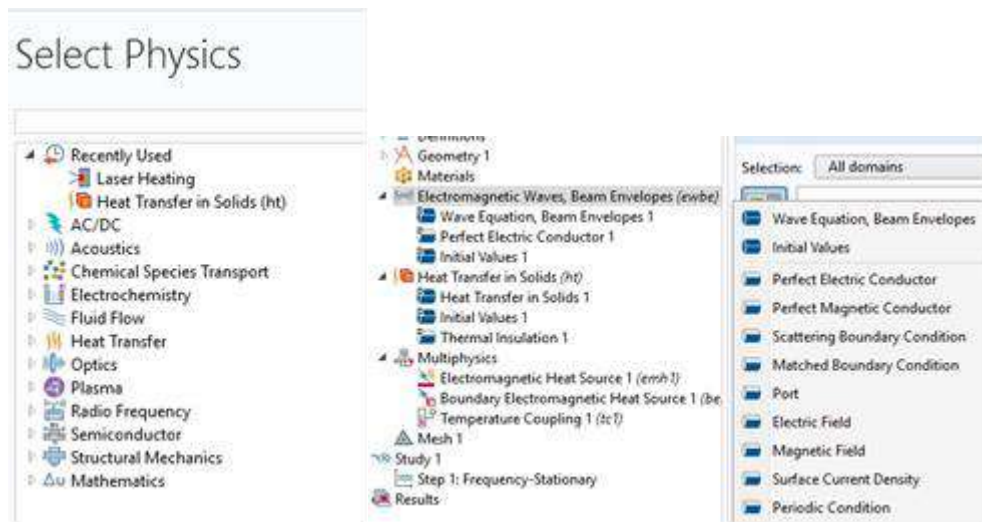 Select Physics
Recently Used
Laser Heating
Heat Transfer in Solids (ht)
AC/DC
Acoustics
Chemical Species Transport
Electrochemistry
Fluid Flow
Heat Transfer
Optics
Plasma
Radio Frequency
Semiconductor
Structural Mechanics
Δu Mathematics
Definitions
Geometry 1
Materials
Electromagnetic Waves, Beam Envelopes (ewbe)
Wave Equation, Beam Envelopes 1
Perfect Electric Conductor 1
Initial Values 1
Heat Transfer in Solids (ht)
Heat Transfer in Solids 1
Initial Values 1
Thermal Insulation 1
Multiphysics
Electromagnetic Heat Source 1 (emh1)
Boundary Electromagnetic Heat Source 1 (be
Temperature Coupling 1 (tc1)
Mesh 1
Study 1
Step 1: Frequency-Stationary
Results
Selection: All domains
Wave Equation, Beam Envelopes
Initial Values
Perfect Electric Conductor
Perfect Magnetic Conductor
Scattering Boundary Condition
Matched Boundary Condition
Port
Electric Field
Magnetic Field
Surface Current Density
Periodic Condition